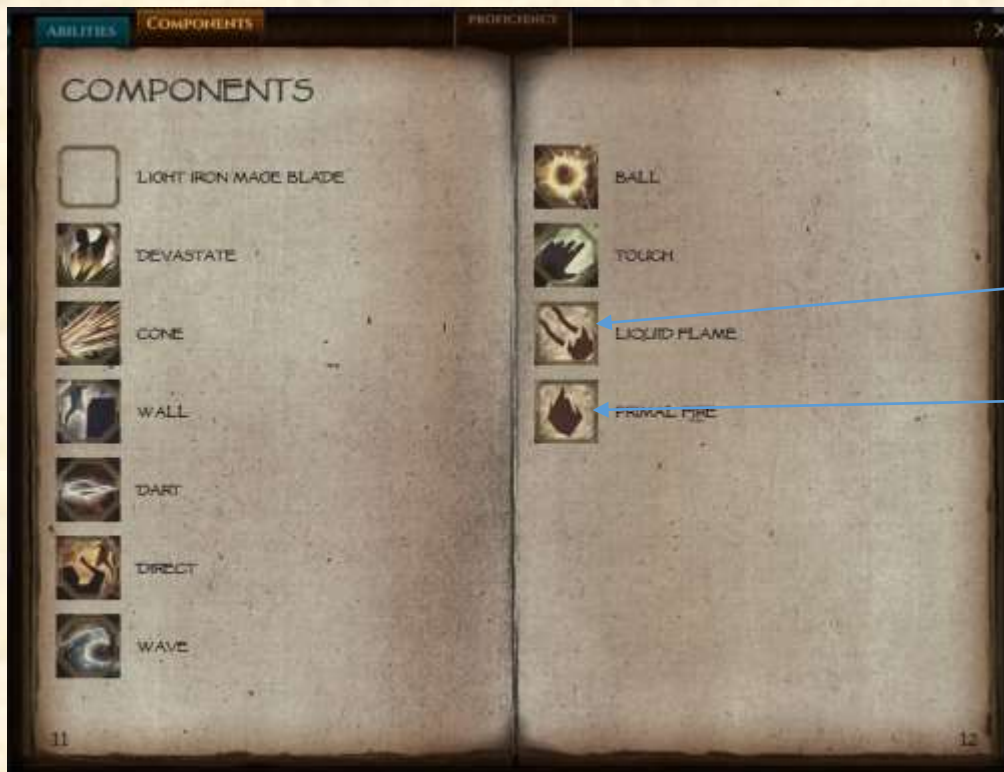 ABILITIES
COMPONENTS
PROFICIENCY
? X
COMPONENTS
LIGHT IRON MAGE BLADE
DEVASTATE
CONE
WALL
DART
DIRECT
WAVE
11
BALL
TOUCH
LIQUID FLAME
PRIMAL FIRE
12